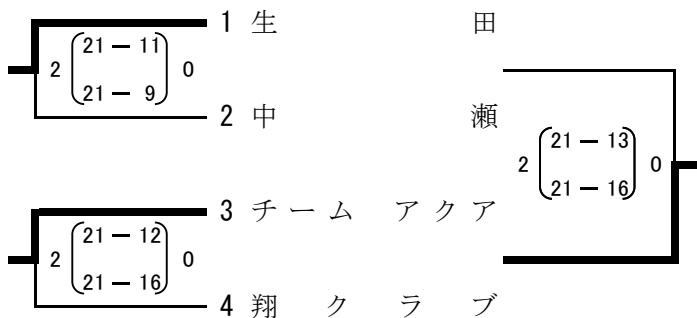 1 生 田
2 (21 − 11 21 − 9) 0
2 中 瀬
2 (21 − 13 21 − 16) 0
3 チーム アクア
2 (21 − 12 21 − 16) 0
4 翔クラブ